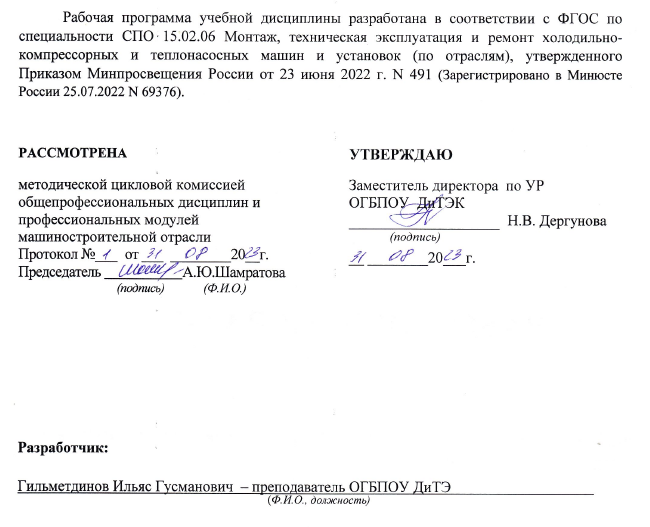 Рабочая программа учебной дисциплины разработана в соответствии с ФГОС по
специальности СПО 15.02.06 Монтаж, техническая эксплуатация и ремонт холодильно-
компрессорных и теплонасосных машин и установок (по отраслям), утвержденного
Приказом Минпросвещения России от 23 июня 2022 г. N 491 (Зарегистрировано в Минюсте
России 25.07.2022 N 69376).
РАССМОТРЕНА
методической цикловой комиссией
общепрофессиональных дисциплин и
профессиональных модулей
машиностроительной отрасли
Протокол № 1 от 31 08 2023г.
Председатель А.Ю.Шамратова
(подпись) (Ф.И.О.)
УТВЕРЖДАЮ
Заместитель директора по УР
ОГБПОУ ДиТЭК
Н.В. Дергунова
(подпись)
31 08 2023г.
Разработчик:
Гильметдинов Ильяс Гусманович – преподаватель ОГБПОУ ДиТЭ
(Ф.И.О., должность)